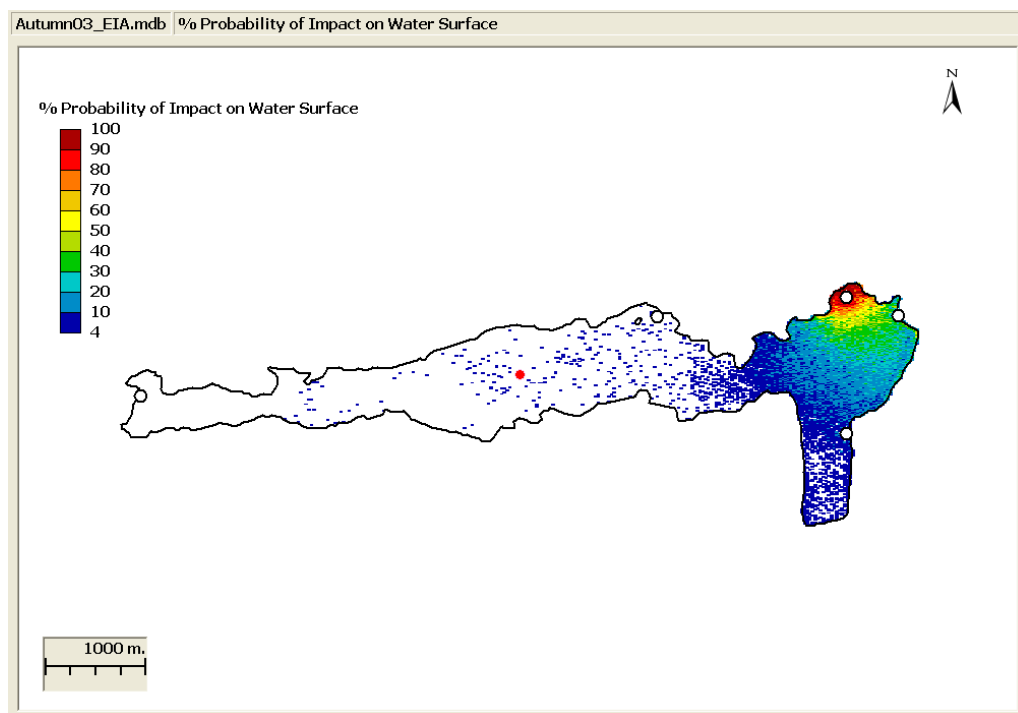 Autumn03_EIA.mdb % Probability of Impact on Water Surface
N
% Probability of Impact on Water Surface
100
90
80
70
60
50
40
30
20
10
4
1000 m.